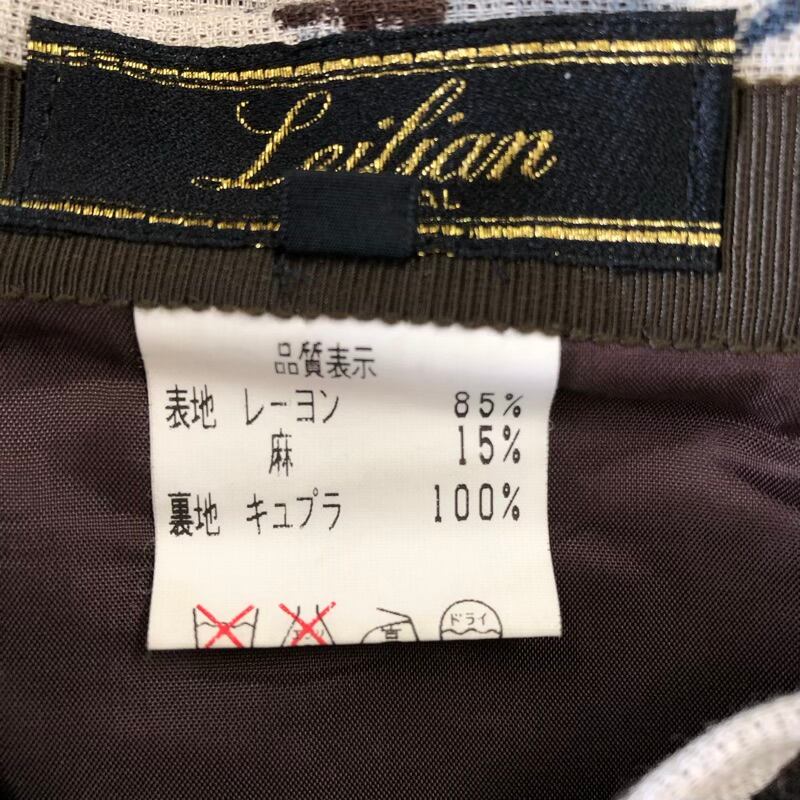 Leilian
品質表示
表地 レーヨン 85%
麻 15%
裏地 キュプラ 100%
ドライ